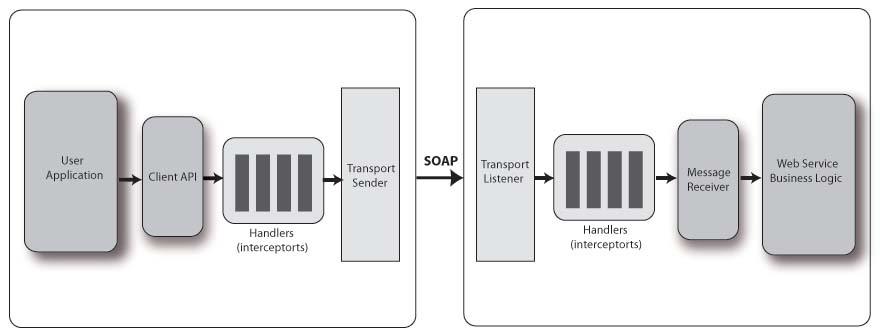 User
Application
Client API
Handlers
(interceptorts)
Transport
Sender
SOAP
Transport
Listener
Handlers
(interceptorts)
Message
Receiver
Web Service
Business Logic